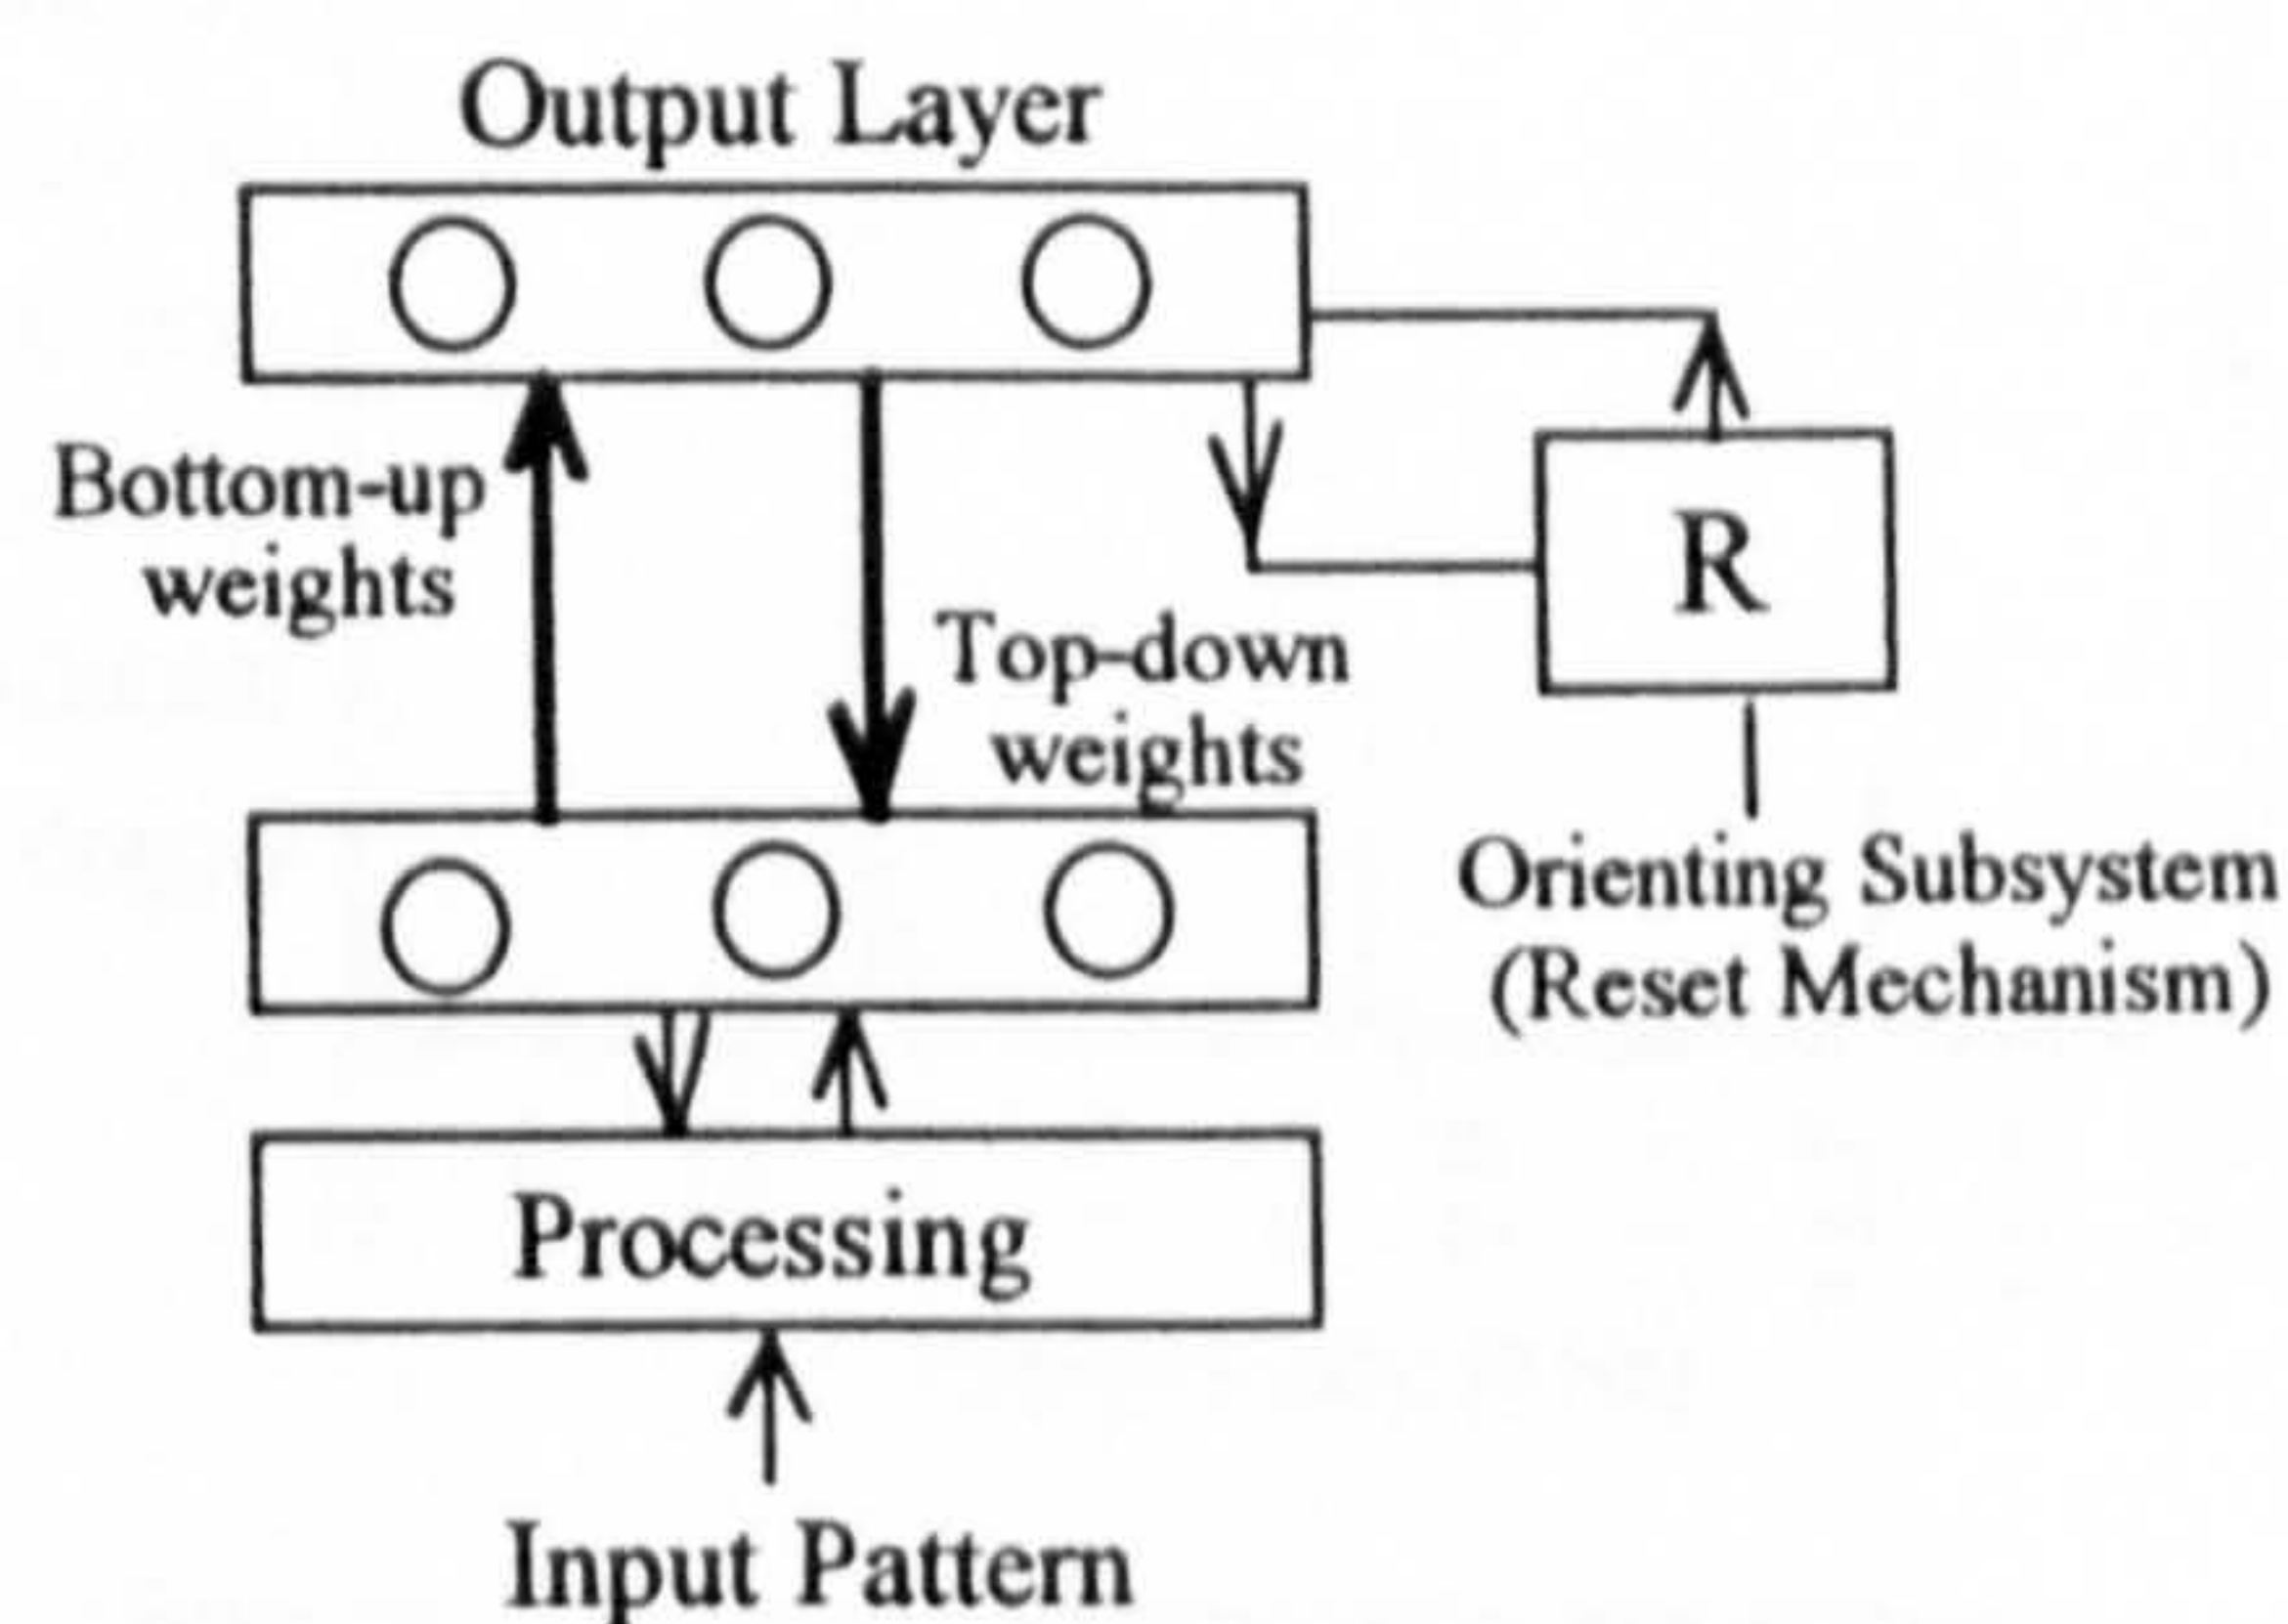 Output Layer
Bottom-up
weights
R
Top-down
weights
Orienting Subsystem
(Reset Mechanism)
Processing
Input Pattern